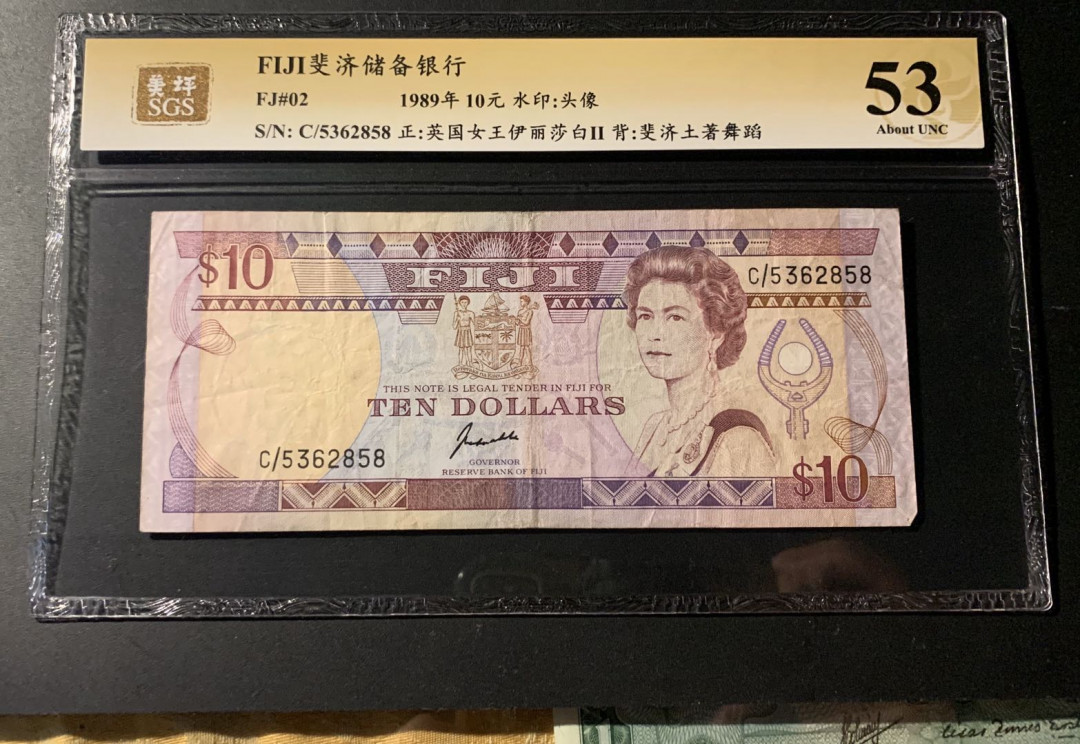 美评
SGS
FIJI斐济储备银行
FJ#02 1989年 10元 水印:头像
S/N: C/5362858 正:英国女王伊丽莎白II 背:斐济土著舞蹈
53
About UNC
$10
FIJI
C/5362858
THIS NOTE IS LEGAL TENDER IN FIJI FOR
TEN DOLLARS
C/5362858
GOVERNOR
RESERVE BANK OF FIJI
$10